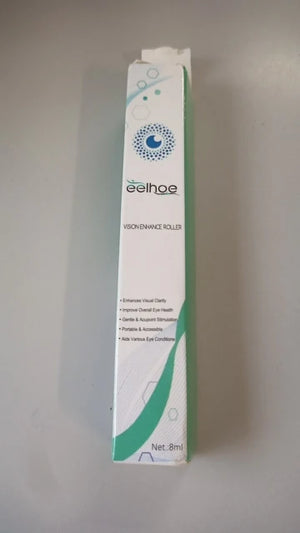 eelhoe
VISION ENHANCE ROLLER
• Enhances Visual Clarity
• Improve Overall Eye Health
• Gentle & Acupoint Stimulation
• Portable & Accessible
• Aids Various Eye Conditions
Net.:8ml